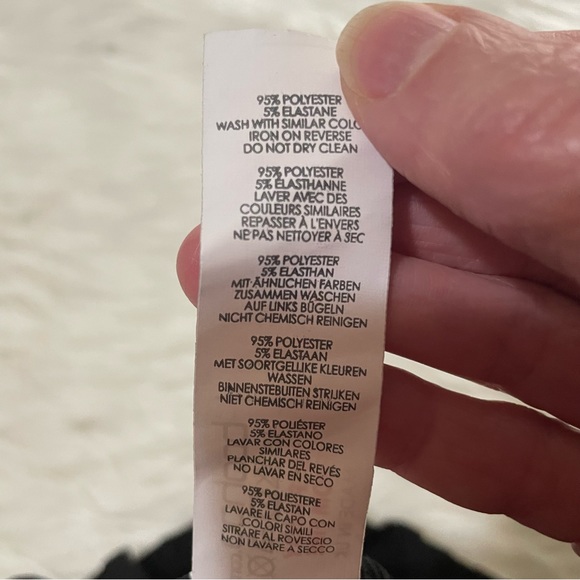 95% POLYESTER
5% ELASTANE
WASH WITH SIMILAR COLO
IRON ON REVERSE
DO NOT DRY CLEAN
95% POLYESTER
5% ÉLASTHANNE
LAVER AVEC DES
COULEURS SIMILAIRES
REPASSER À L'ENVERS
NE PAS NETTOYER À SEC
95% POLYESTER
5% ELASTHAN
MIT ÄHNLICHEN FARBEN
ZUSAMMEN WASCHEN
AUF LINKS BÜGELN
NICHT CHEMISCH REINIGEN
95% POLYESTER
5% ELASTAAN
MET SOORTGELIJKE KLEUREN
WASSEN
BINNENSTEBUITEN STRIJKEN
NIET CHEMISCH REINIGEN
95% POLIÉSTER
5% ELASTANO
LAVAR CON COLORES
SIMILARES
PLANCHAR DEL REVÉS
NO LAVAR EN SECO
95% POLIESTERE
5% ELASTAN
LAVARE IL CAPO CON
COLORI SIMILI
STIRARE AL ROVESCIO
NON LAVARE A SECCO